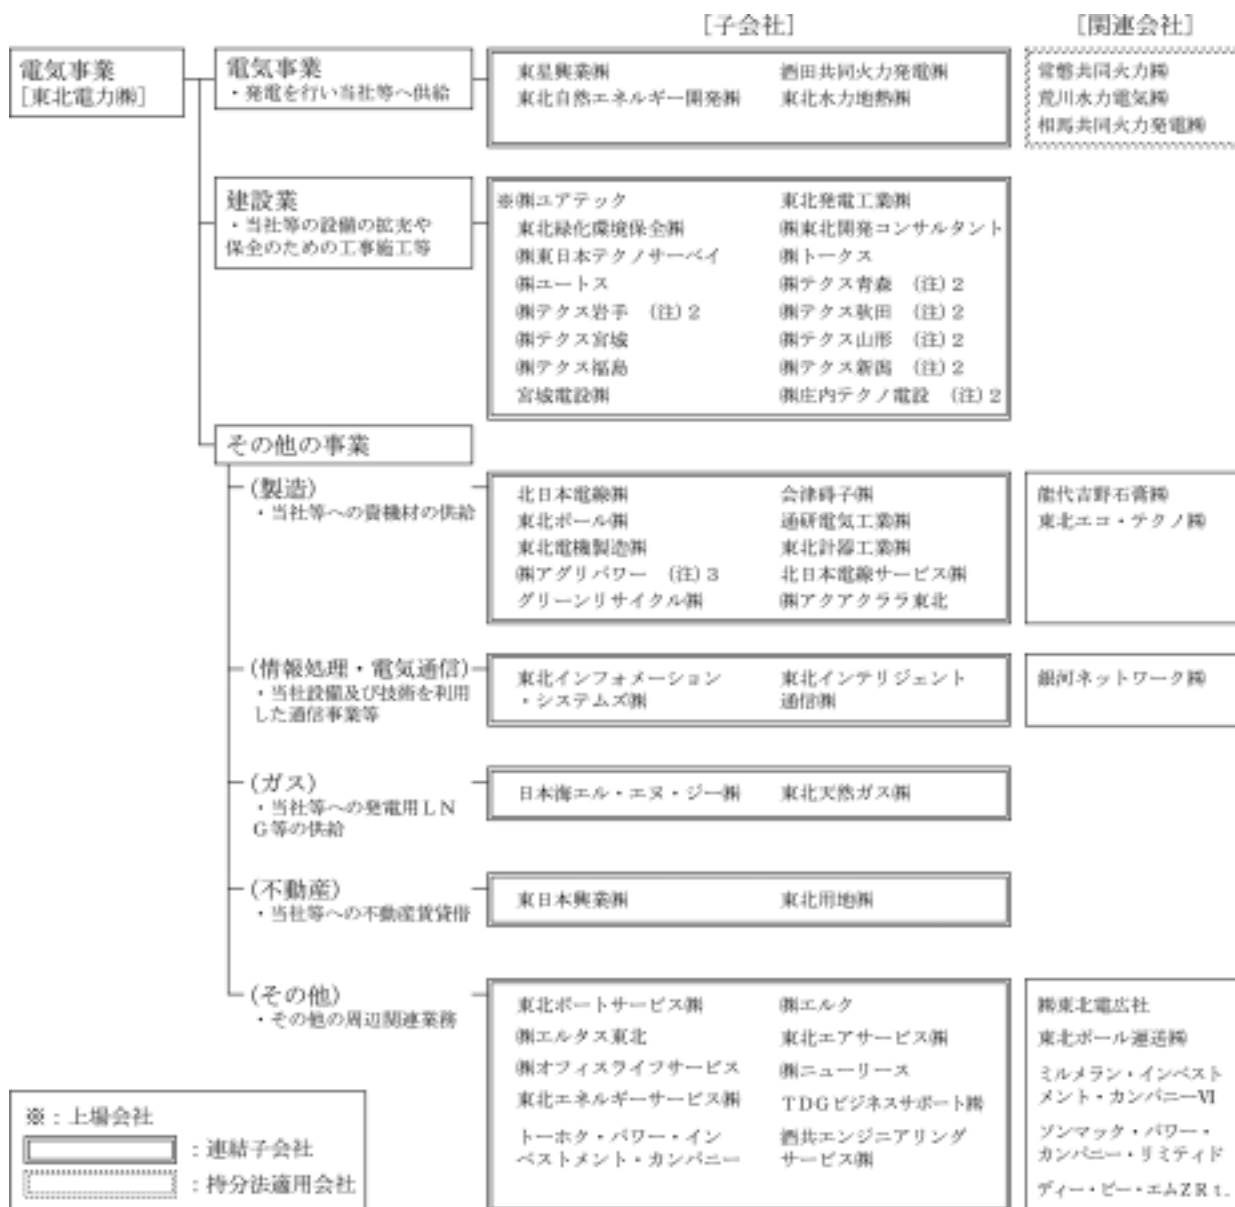 [子会社]
[関連会社]
電気事業
[東北電力㈱]
電気事業
・発電を行い当社等へ供給
東星興業㈱
酒田共同火力発電㈱
東北自然エネルギー開発㈱
東北水力地熱㈱
常磐共同火力㈱
荒川水力電気㈱
相馬共同火力発電㈱
建設業
・当社等の設備の拡充や
保全のための工事施工等
※㈱ユアテック
東北発電工業㈱
東北緑化環境保全㈱
㈱東北開発コンサルタント
㈱東日本テクノサーベイ
㈱トークス
㈱ユートス
㈱テクス青森 (注)2
㈱テクス岩手 (注)2
㈱テクス秋田 (注)2
㈱テクス宮城
㈱テクス山形 (注)2
㈱テクス福島
㈱テクス新潟 (注)2
宮城電設㈱
㈱庄内テクノ電設 (注)2
その他の事業
(製造)
・当社等への資機材の供給
北日本電線㈱
会津碍子㈱
東北ポール㈱
通研電気工業㈱
東北電機製造㈱
東北計器工業㈱
㈱アグリパワー (注)3
北日本電線サービス㈱
グリーンリサイクル㈱
㈱アクアクララ東北
能代吉野石膏㈱
東北エコ・テクノ㈱
(情報処理・電気通信)
・当社設備及び技術を利用
した通信事業等
東北インフォメーション
・システムズ㈱
東北インテリジェント
通信㈱
銀河ネットワーク㈱
(ガス)
・当社等への発電用LN
G等の供給
日本海エル・エヌ・ジー㈱
東北天然ガス㈱
(不動産)
・当社等への不動産賃貸借
東日本興業㈱
東北用地㈱
(その他)
・その他の周辺関連業務
東北ポートサービス㈱
㈱エルク
㈱エルタス東北
東北エアサービス㈱
㈱オフィスライフサービス
㈱ニューリース
東北エネルギーサービス㈱
TDGビジネスサポート㈱
トーホク・パワー・イン
ベストメント・カンパニー
酒共エンジニアリング
サービス㈱
㈱東北電広社
東北ポール運送㈱
ミルメラン・インベスト
メント・カンパニーⅥ
ソンマック・パワー・
カンパニー・リミティド
ディー・ビー・エムZRt.
※:上場会社
:連結子会社
:持分法適用会社